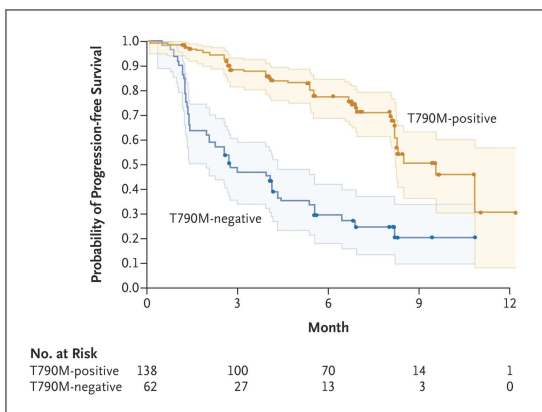 Probability of Progression-free Survival
1.0
0.9
0.8
0.7
0.6
0.5
0.4
0.3
0.2
0.1
0.0
T790M-positive
T790M-negative
0 3 6 9 12
Month
No. at Risk
T790M-positive 138 100 70 14 1
T790M-negative 62 27 13 3 0